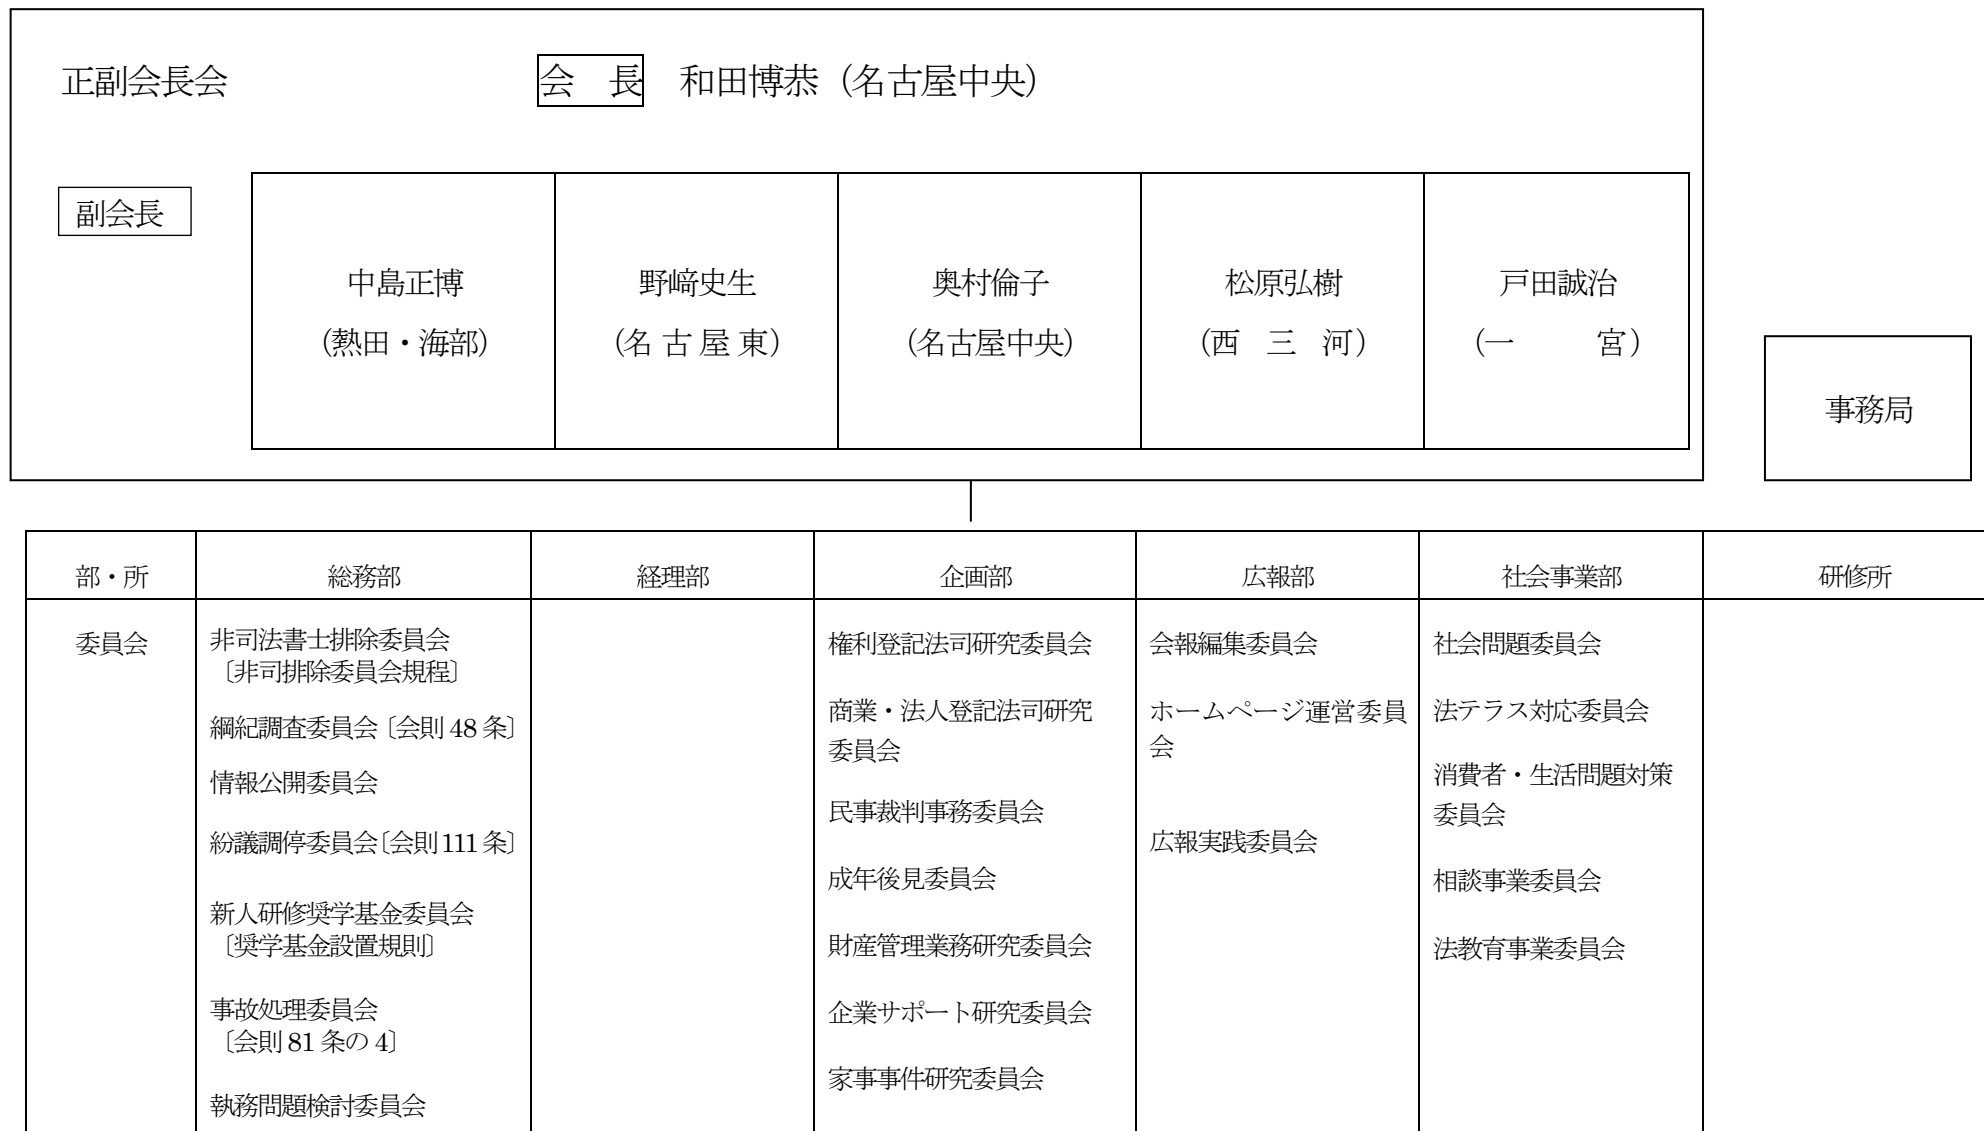 正副会長会
会　長　和田博恭（名古屋中央）
副会長
中島正博
（熱田・海部）
野﨑史生
（名古屋東）
奥村倫子
（名古屋中央）
松原弘樹
（西三河）
戸田誠治
（一宮）
事務局
部・所
総務部
経理部
企画部
広報部
社会事業部
研修所
委員会
非司法書士排除委員会
〔非司排除委員会規程〕
綱紀調査委員会〔会則48条〕
情報公開委員会
紛議調停委員会〔会則111条〕
新人研修奨学基金委員会
〔奨学基金設置規則〕
事故処理委員会
〔会則81条の4〕
執務問題検討委員会
権利登記法司研究委員会
商業・法人登記法司研究
委員会
民事裁判事務委員会
成年後見委員会
財産管理業務研究委員会
企業サポート研究委員会
家事事件研究委員会
会報編集委員会
ホームページ運営委員
会
広報実践委員会
社会問題委員会
法テラス対応委員会
消費者・生活問題対策
委員会
相談事業委員会
法教育事業委員会